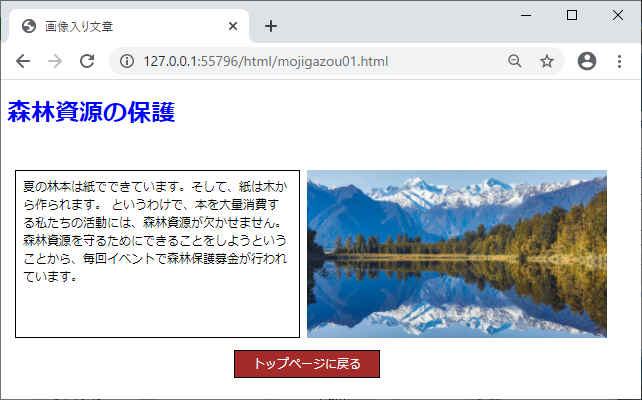 画像入り文章
127.0.0.1:55796/html/mojigazou01.html
森林資源の保護
夏の林本は紙でできています。そして、紙は木か
ら作られます。 というわけで、本を大量消費す
る私たちの活動には、森林資源が欠かせません。
森林資源を守るためにできることをしようという
ことから、毎回イベントで森林保護募金が行われ
ています。
トップページに戻る